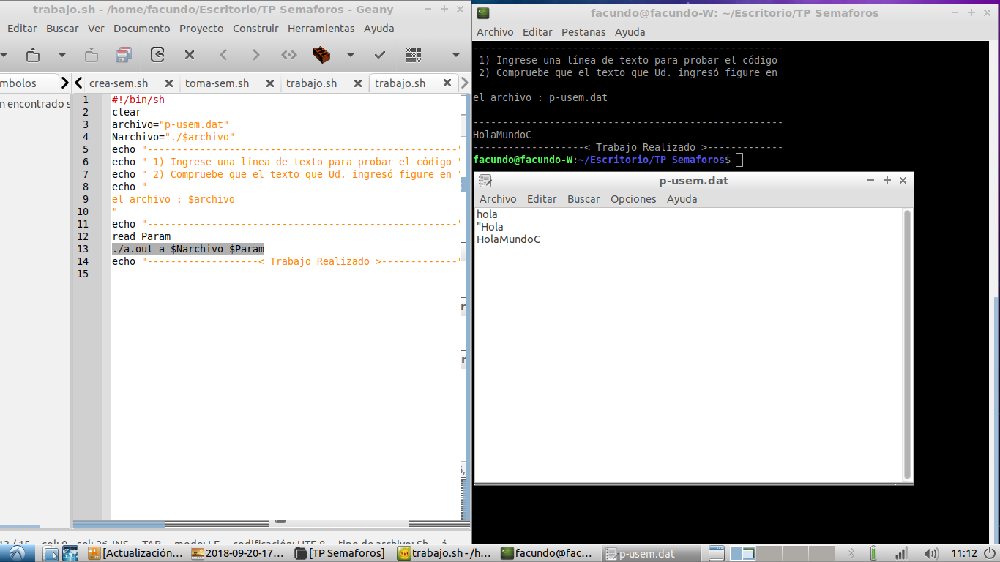 trabajo.sh - /home/facundo/Escritorio/TP Semaforos - Geany
Editar Buscar Ver Documento Proyecto Construir Herramientas Ayuda
mbolos
crea-sem.sh toma-sem.sh trabajo.sh trabajo.sh
n encontrado s
1 #!/bin/sh
2 clear
3 archivo="p-usem.dat"
4 Narchivo="./$archivo"
5 echo "-----------------------------------------------------"
6 echo " 1) Ingrese una línea de texto para probar el código "
7 echo " 2) Compruebe que el texto que Ud. ingresó figure en "
8 echo "
9 el archivo : $archivo
10 "
11 echo "-----------------------------------------------------"
12 read Param
13 ./a.out a $Narchivo $Param
14 echo "-------------------< Trabajo Realizado >-------------"
15
13 / 15 col: 0 sel: 26 INS TAB modo: LF codificación: UTF-8 tipo de archivo: Sh á
facundo@facundo-W: ~/Escritorio/TP Semaforos
Archivo Editar Pestañas Ayuda
-----------------------------------------------------
1) Ingrese una línea de texto para probar el código
2) Compruebe que el texto que Ud. ingresó figure en
el archivo : p-usem.dat
-----------------------------------------------------
HolaMundoC
-------------------< Trabajo Realizado >-------------
facundo@facundo-W:~/Escritorio/TP Semaforos$
p-usem.dat
Archivo Editar Buscar Opciones Ayuda
hola
"Hola
HolaMundoC
[Actualización... 2018-09-20-17... [TP Semaforos] trabajo.sh - /h... facundo@fac... p-usem.dat 11:12